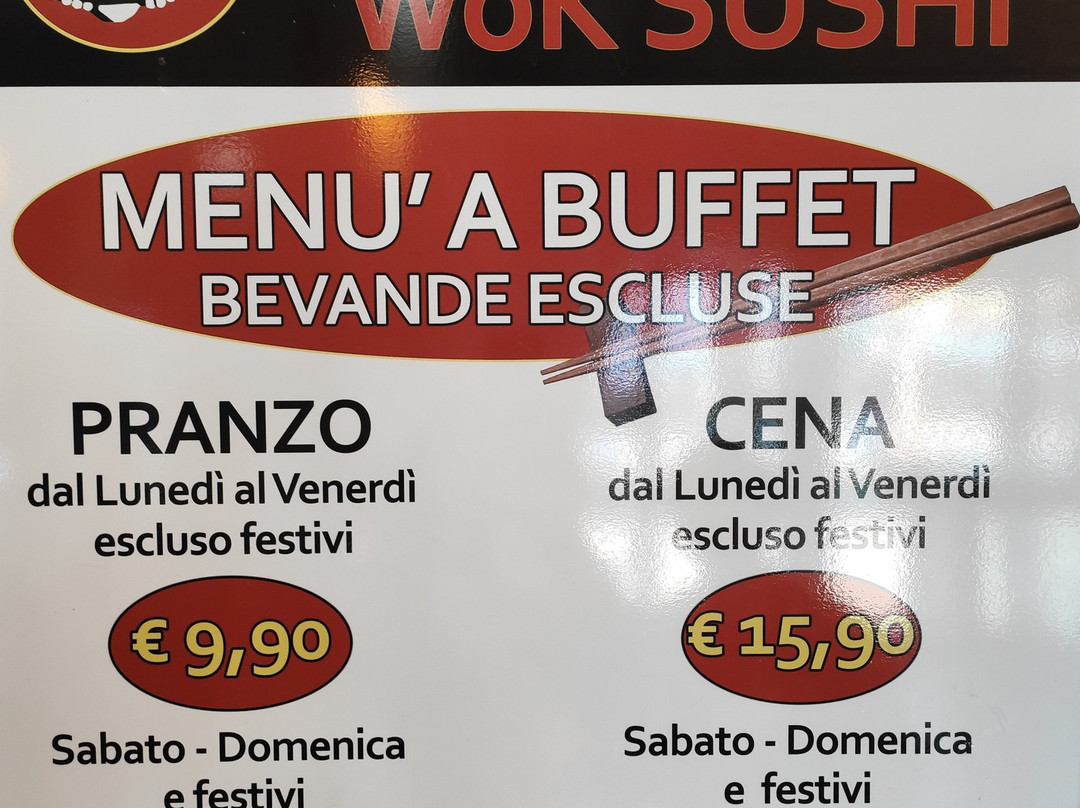 WOK SUSHI
MENU' A BUFFET
BEVANDE ESCLUSE
PRANZO
dal Lunedì al Venerdì
escluso festivi
€ 9,90
Sabato - Domenica
e festivi
CENA
dal Lunedì al Venerdì
escluso festivi
€ 15,90
Sabato - Domenica
e festivi